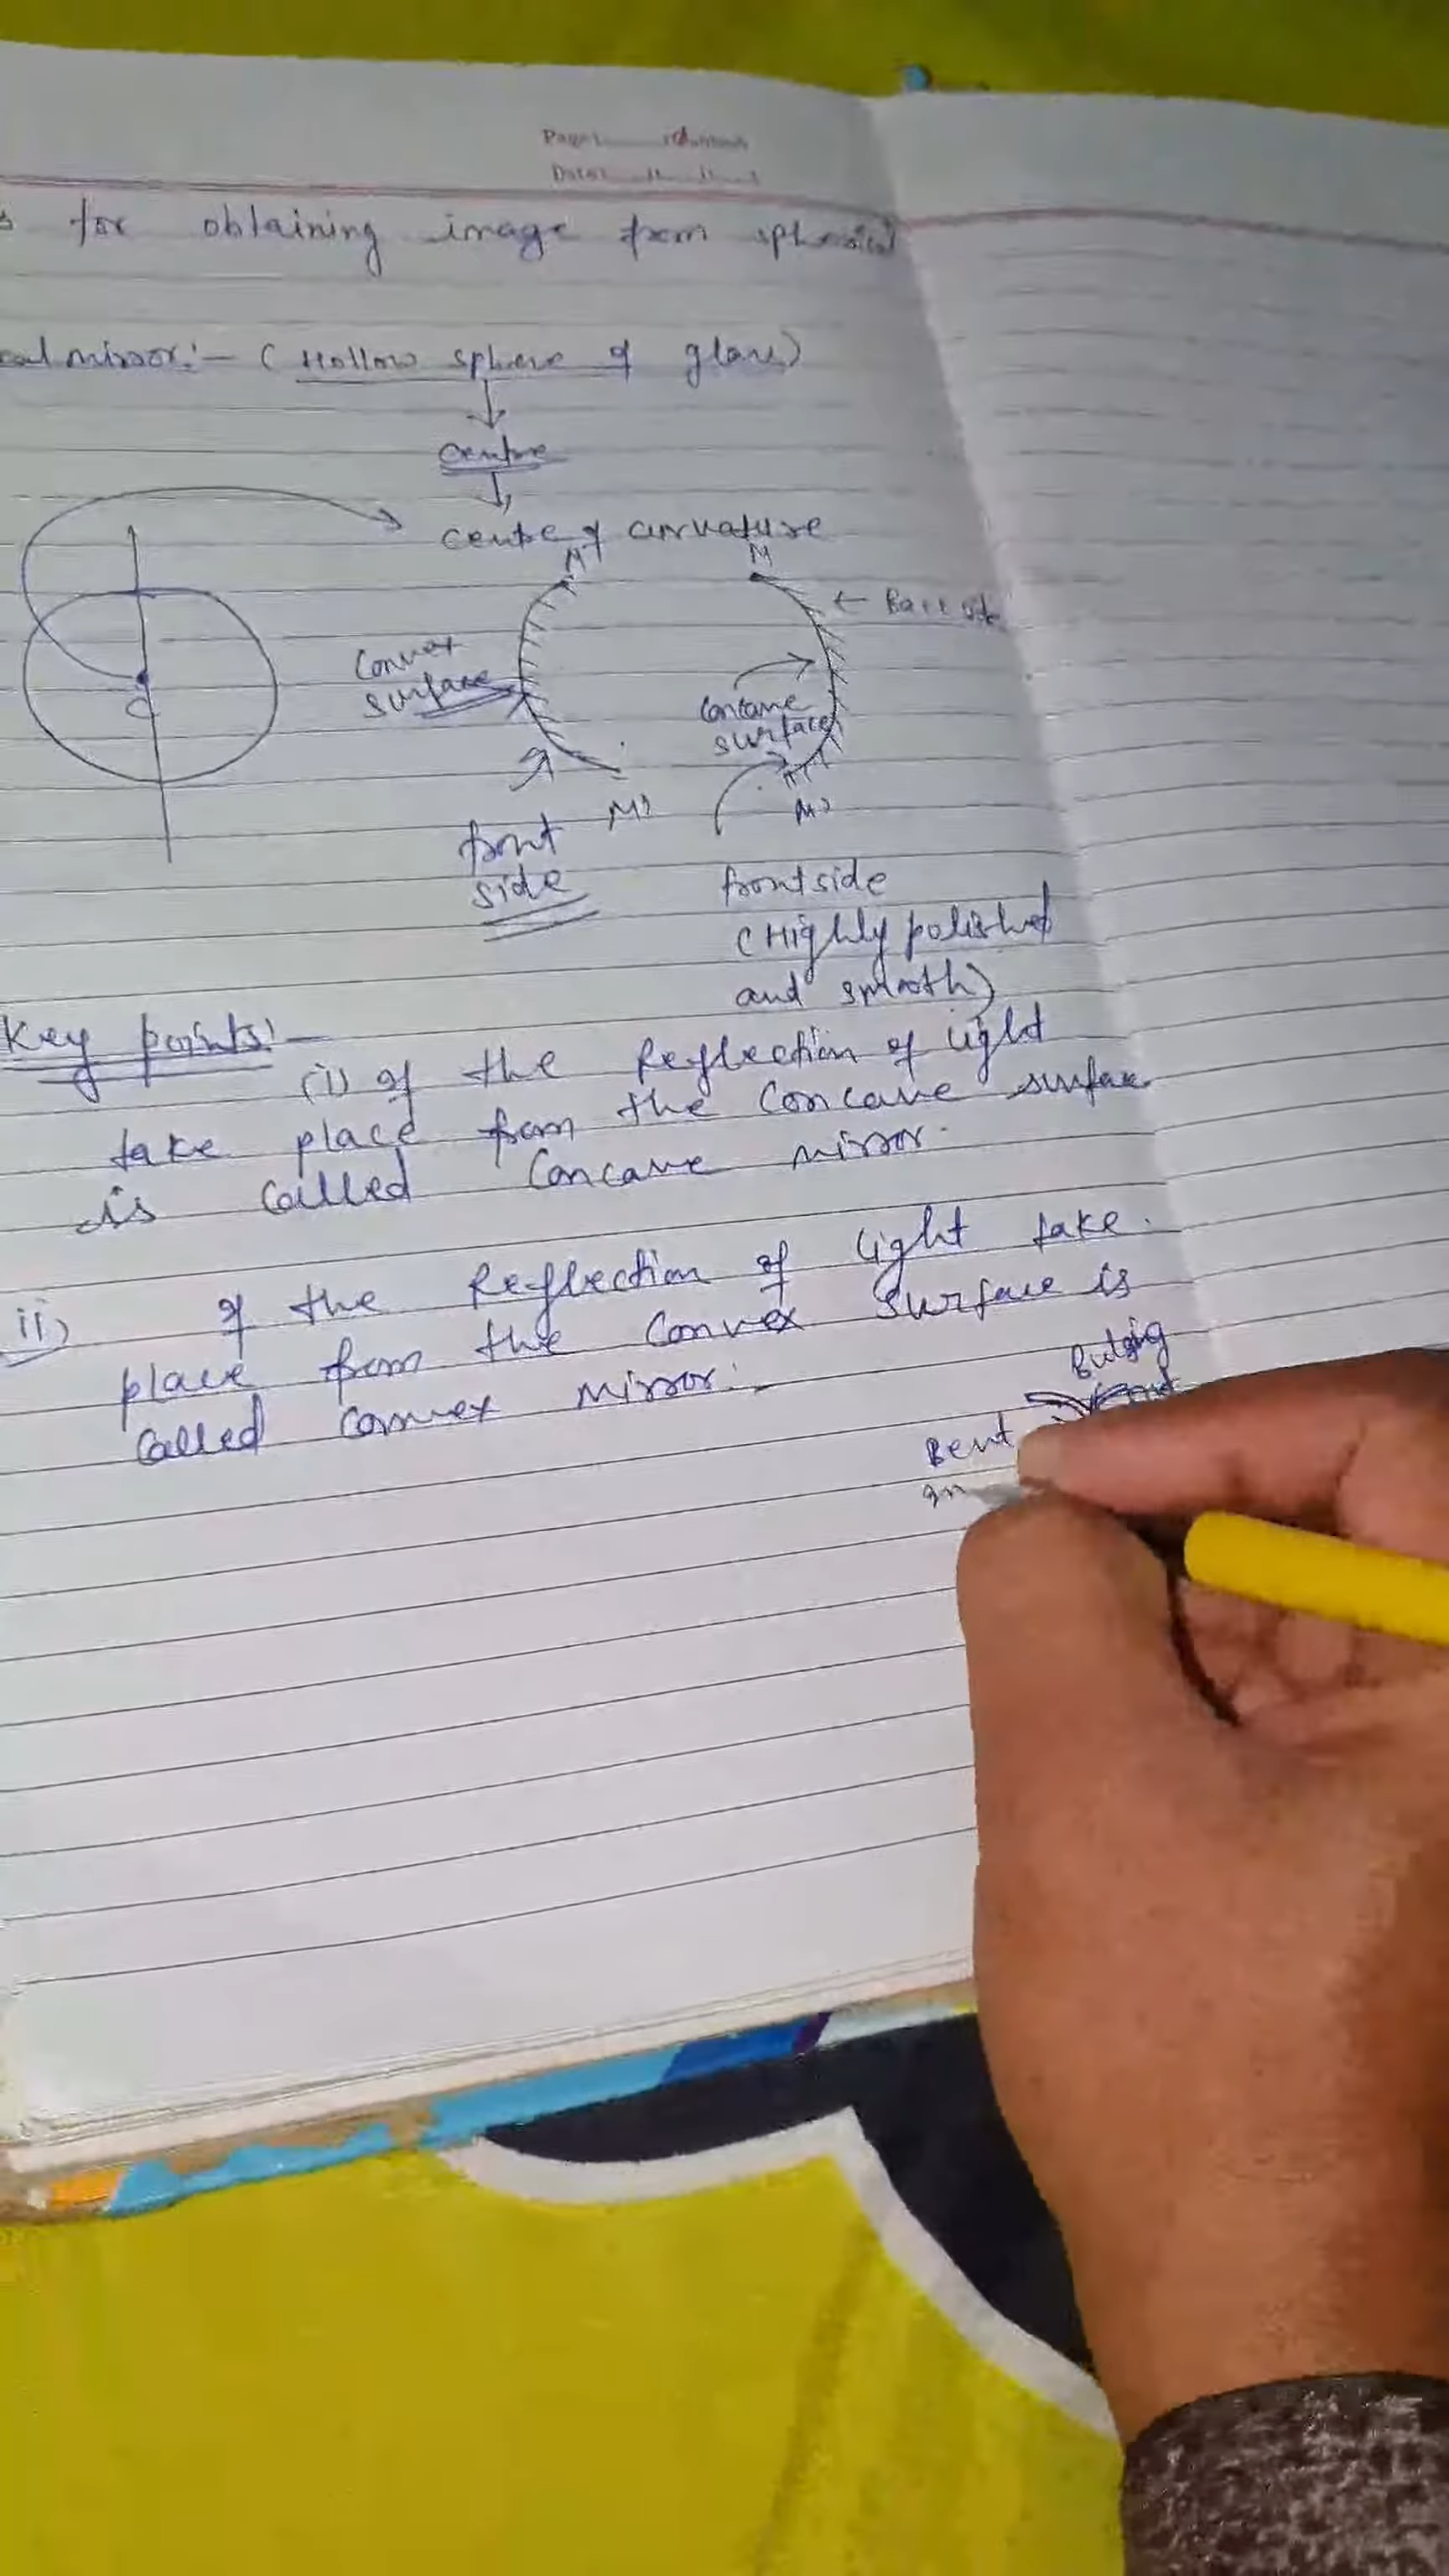 Page:
Date:
s for obtaining image from spherical
cal mirror:- (Hollow sphere of glass)
centre
centre of curvature
M M
← Back side
Convex
surface
C
Concave
surface
M' M'
front
side
frontside
(Highly polished
and smooth)
Key points:-
(i) If the Reflection of light
take place from the Concave surface
is called Concave mirror.
ii) If the Reflection of light take
place from the Convex surface is
called Convex mirror:-
Bulging
Bent
In